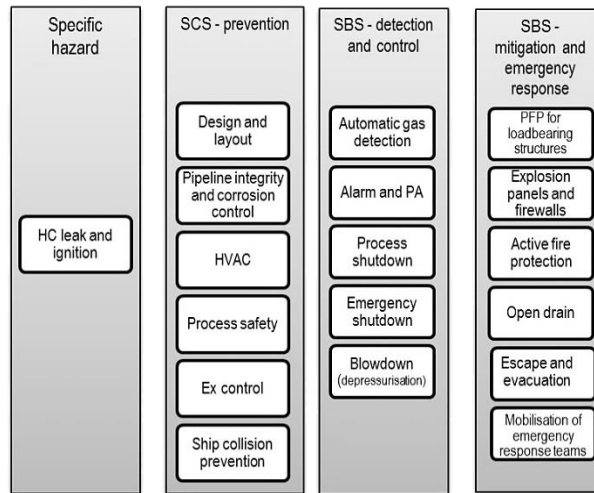 Specific
hazard
HC leak and
ignition
SCS - prevention
Design and
layout
Pipeline integrity
and corrosion
control
HVAC
Process safety
Ex control
Ship collision
prevention
SBS - detection
and control
Automatic gas
detection
Alarm and PA
Process
shutdown
Emergency
shutdown
Blowdown
(depressurisation)
SBS -
mitigation and
emergency
response
PFP for
loadbearing
structures
Explosion
panels and
firewalls
Active fire
protection
Open drain
Escape and
evacuation
Mobilisation of
emergency
response teams